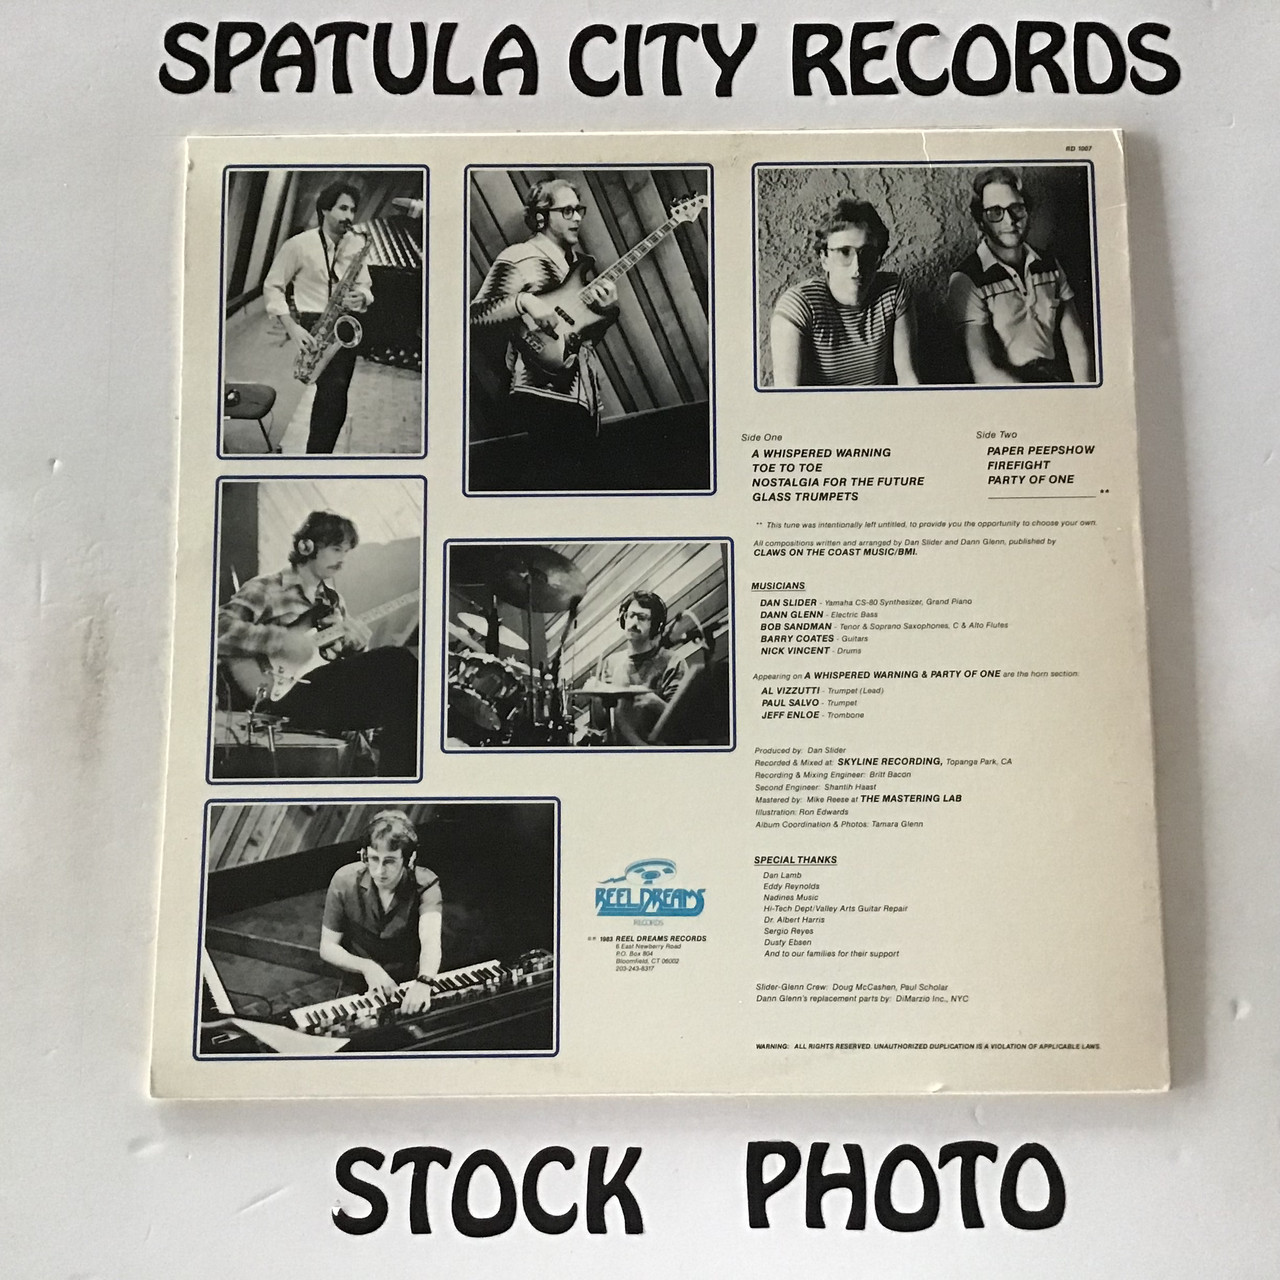 SPATULA CITY RECORDS
RD 1007
Side One
A WHISPERED WARNING
TOE TO TOE
NOSTALGIA FOR THE FUTURE
GLASS TRUMPETS
Side Two
PAPER PEEPSHOW
FIREFIGHT
PARTY OF ONE
**
** This tune was intentionally left untitled, to provide you the opportunity to choose your own.
All compositions written and arranged by Dan Slider and Dann Glenn, published by
CLAWS ON THE COAST MUSIC/BMI.
MUSICIANS
DAN SLIDER - Yamaha CS-80 Synthesizer, Grand Piano
DANN GLENN - Electric Bass
BOB SANDMAN - Tenor & Soprano Saxophones, C & Alto Flutes
BARRY COATES - Guitars
NICK VINCENT - Drums
Appearing on A WHISPERED WARNING & PARTY OF ONE are the horn section:
AL VIZZUTTI - Trumpet (Lead)
PAUL SALVO - Trumpet
JEFF ENLOE - Trombone
Produced by: Dan Slider
Recorded & Mixed at: SKYLINE RECORDING, Topanga Park, CA
Recording & Mixing Engineer: Britt Bacon
Second Engineer: Shantih Haast
Mastered by: Mike Reese at THE MASTERING LAB
Illustration: Ron Edwards
Album Coordination & Photos: Tamara Glenn
SPECIAL THANKS
Dan Lamb
Eddy Reynolds
Nadines Music
Hi-Tech Dept/Valley Arts Guitar Repair
Dr. Albert Harris
Sergio Reyes
Dusty Ebsen
And to our families for their support
REEL DREAMS
RECORDS
1983 REEL DREAMS RECORDS
6 East Newberry Road
P.O. Box 804
Bloomfield, CT 06002
203-243-8317
Slider-Glenn Crew: Doug McCashen, Paul Scholar
Dann Glenn's replacement parts by: DiMarzio Inc., NYC
WARNING: ALL RIGHTS RESERVED. UNAUTHORIZED DUPLICATION IS A VIOLATION OF APPLICABLE LAWS.
STOCK PHOTO